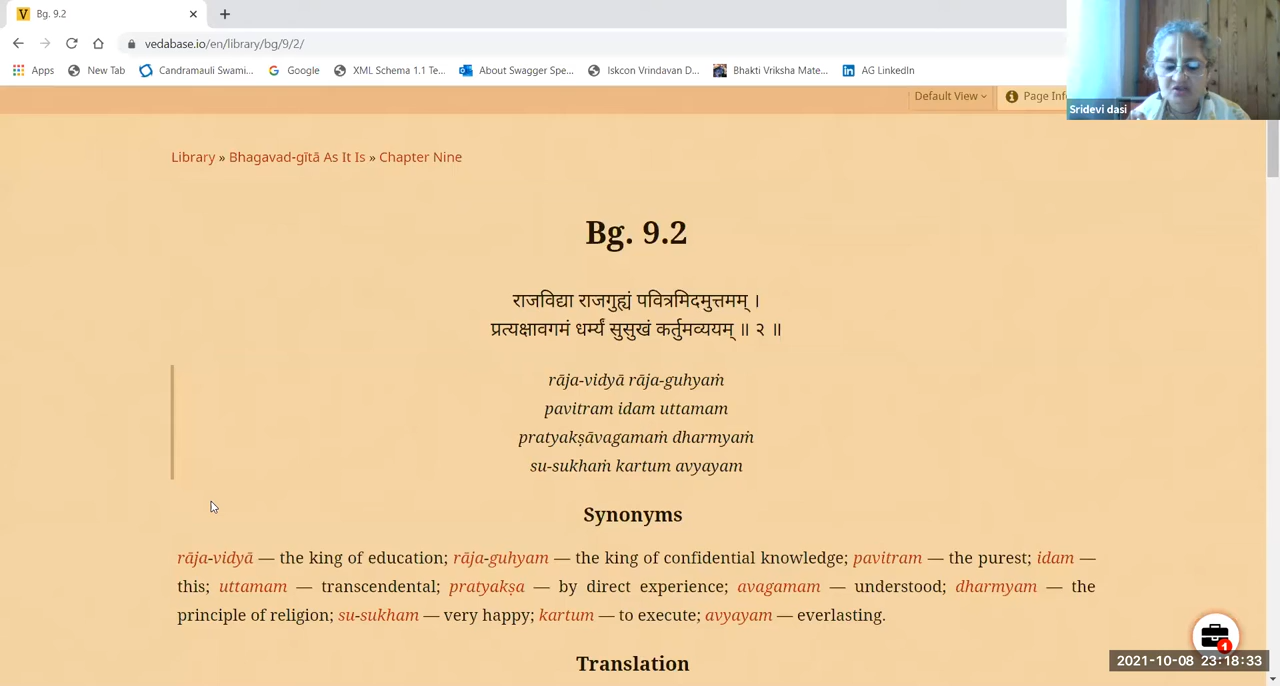 Bg. 9.2
vedabase.io/en/library/bg/9/2/
Apps New Tab Candramauli Swami... Google XML Schema 1.1 Te... About Swagger Spe... Iskcon Vrindavan D... Bhakti Vriksha Mate... AG LinkedIn
Default View Page Inf
Sridevi dasi
Library » Bhagavad-gītā As It Is » Chapter Nine
Bg. 9.2
राजविद्या राजगुह्यं पवित्रमिदमुत्तमम् ।
प्रत्यक्षावगमं धर्म्यं सुसुखं कर्तुमव्ययम् ॥ २ ॥
rāja-vidyā rāja-guhyaṁ
pavitram idam uttamam
pratyakṣāvagamaṁ dharmyaṁ
su-sukhaṁ kartum avyayam
Synonyms
rāja-vidyā — the king of education; rāja-guhyam — the king of confidential knowledge; pavitram — the purest; idam —
this; uttamam — transcendental; pratyakṣa — by direct experience; avagamam — understood; dharmyam — the
principle of religion; su-sukham — very happy; kartum — to execute; avyayam — everlasting.
1
2021-10-08 23:18:33
Translation